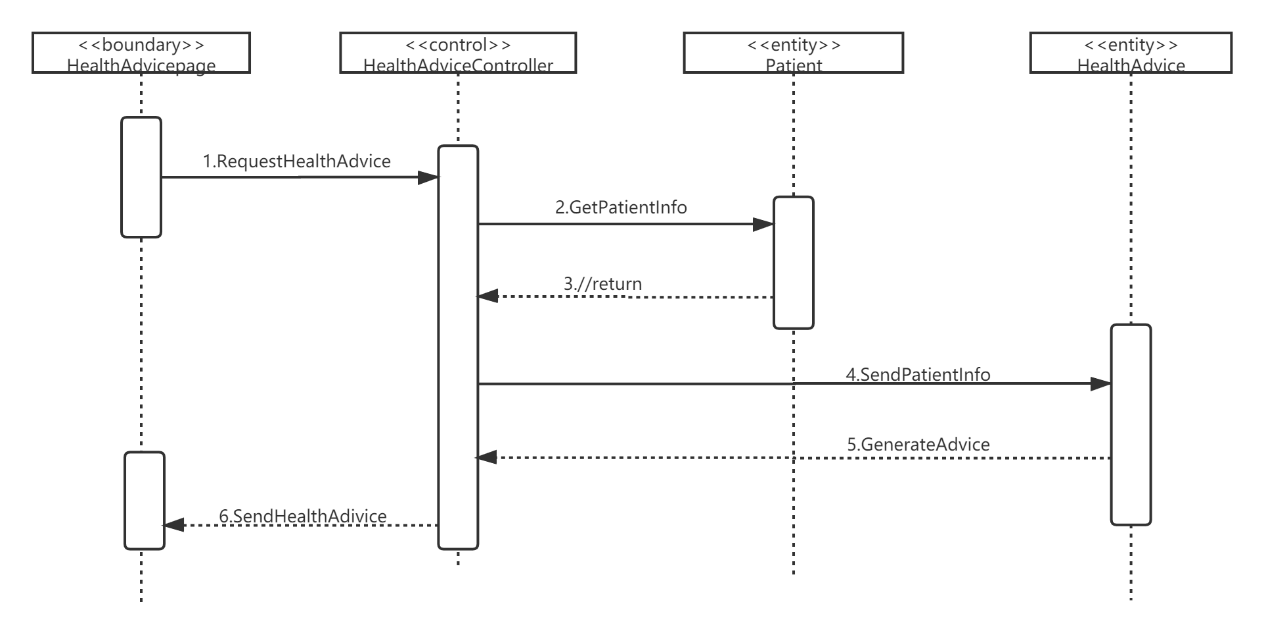 <<boundary>>
HealthAdvicepage
<<control>>
HealthAdviceController
<<entity>>
Patient
<<entity>>
HealthAdvice
1.RequestHealthAdvice
2.GetPatientInfo
3.//return
4.SendPatientInfo
5.GenerateAdvice
6.SendHealthAdivice